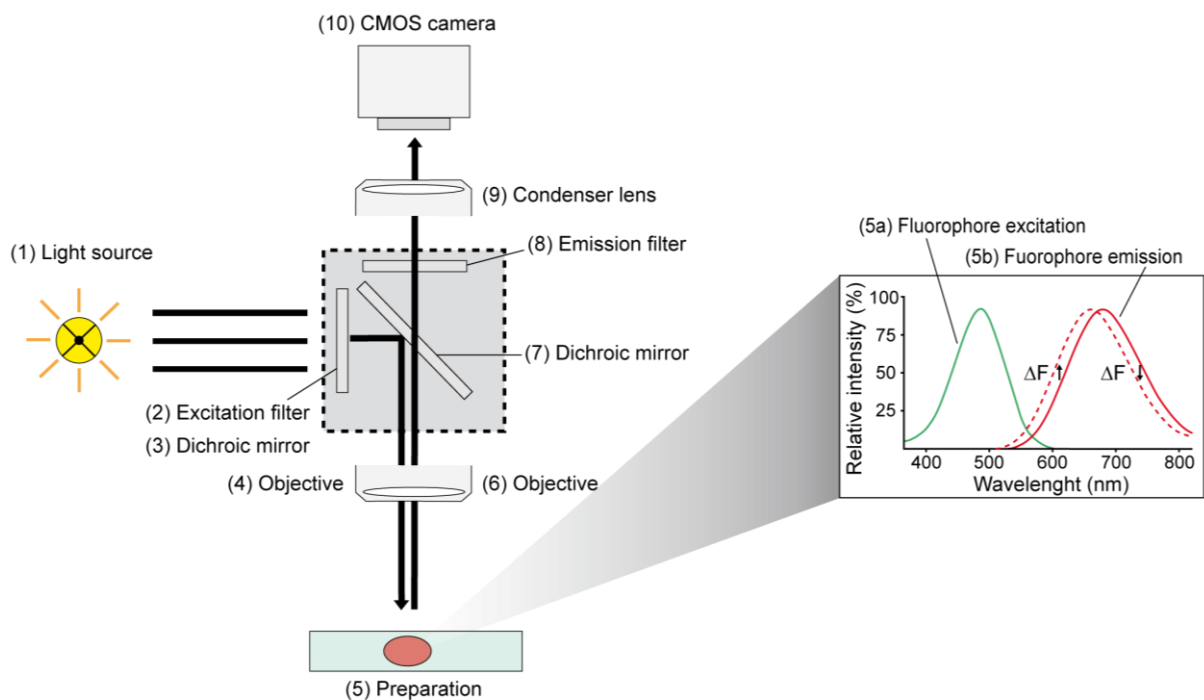 (10) CMOS camera
(9) Condenser lens
(8) Emission filter
(1) Light source
(7) Dichroic mirror
(2) Excitation filter
(3) Dichroic mirror
(4) Objective
(6) Objective
(5) Preparation
(5a) Fluorophore excitation
(5b) Fuorophore emission
Relative intensity (%)
100
75
50
25
ΔF
ΔF
400 500 600 700 800
Wavelenght (nm)